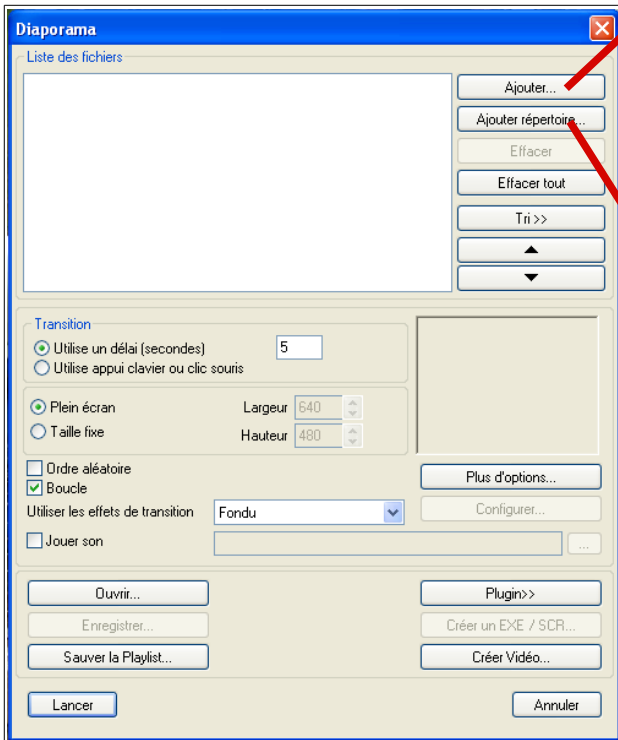 Diaporama
Liste des fichiers
Ajouter...
Ajouter répertoire...
Effacer
Effacer tout
Tri >>
Transition
Utilise un délai (secondes) 5
Utilise appui clavier ou clic souris
Plein écran Largeur 640
Taille fixe Hauteur 480
Ordre aléatoire
Boucle
Plus d'options...
Utiliser les effets de transition Fondu Configurer...
Jouer son ...
Ouvrir... Plugin>>
Enregistrer... Créer un EXE / SCR...
Sauver la Playlist... Créer Vidéo...
Lancer Annuler